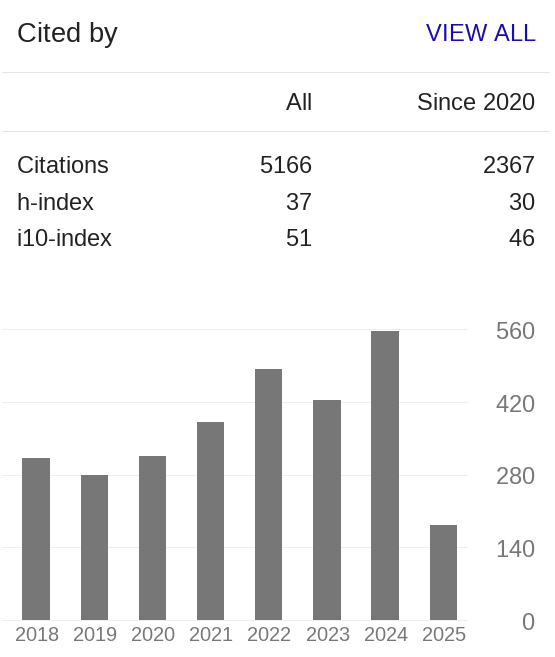 Cited by VIEW ALL
All Since 2020
Citations 5166 2367
h-index 37 30
i10-index 51 46
560
420
280
140
0
2018 2019 2020 2021 2022 2023 2024 2025